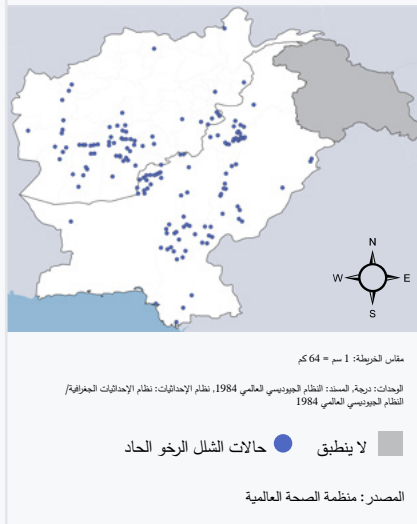 N
W E
S
مقاس الخريطة: 1 سم = 64 كم
الوحدات: درجة, المسند: النظام الجيوديسي العالمي 1984, نظام الإحداثيات: نظام الإحداثيات الجغرافية/
النظام الجيوديسي العالمي 1984
لا ينطبق حالات الشلل الرخو الحاد
المصدر: منظمة الصحة العالمية